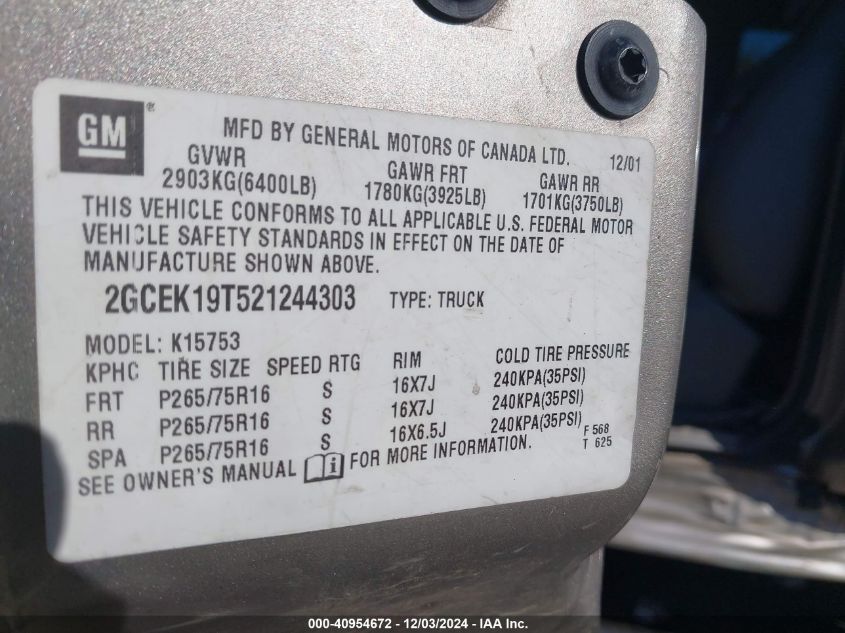 GM®
MFD BY GENERAL MOTORS OF CANADA LTD. 12/01
GVWR GAWR FRT GAWR RR
2903KG(6400LB) 1780KG(3925LB) 1701KG(3750LB)
THIS VEHICLE CONFORMS TO ALL APPLICABLE U.S. FEDERAL MOTOR
VEHICLE SAFETY STANDARDS IN EFFECT ON THE DATE OF
MANUFACTURE SHOWN ABOVE.
2GCEK19T521244303 TYPE: TRUCK
MODEL: K15753
KPHC TIRE SIZE SPEED RTG RIM COLD TIRE PRESSURE
FRT P265/75R16 S 16X7J 240KPA(35PSI)
RR P265/75R16 S 16X7J 240KPA(35PSI)
SPA P265/75R16 S 16X6.5J 240KPA(35PSI) F 568
T 625
SEE OWNER'S MANUAL i FOR MORE INFORMATION.
000-40954672 - 12/03/2024 - IAA Inc.